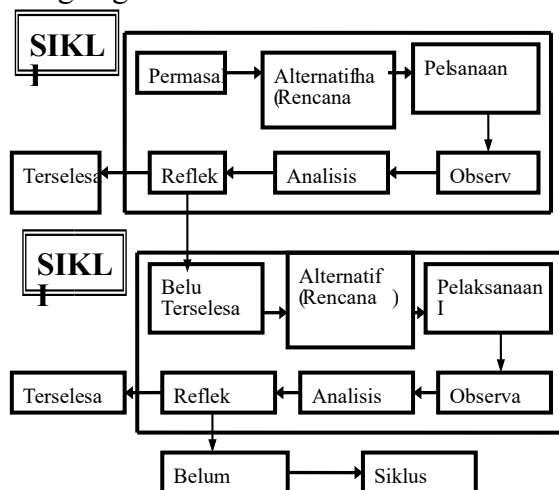 SIKL
I
Permasal
Alternatifha
(Rencana
Pelsanaan
Terselesa
Reflek
Analisis
Observ
SIKL
I
Belu
Terselesa
Alternatif
(Rencana )
Pelaksanaan
I
Terselesa
Reflek
Analisis
Observa
Belum
Siklus